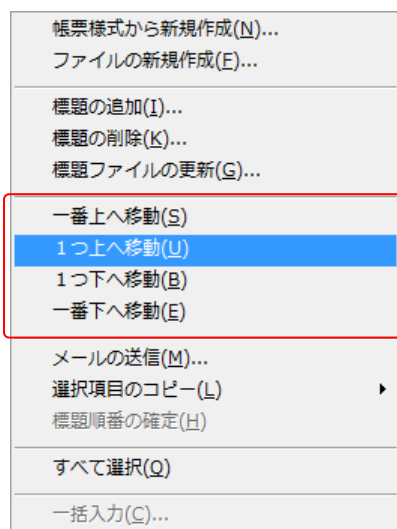 帳票様式から新規作成(N)...
ファイルの新規作成(F)...
標題の追加(I)...
標題の削除(K)...
標題ファイルの更新(G)...
一番上へ移動(S)
1つ上へ移動(U)
1つ下へ移動(B)
一番下へ移動(E)
メールの送信(M)...
選択項目のコピー(L)
標題順番の確定(H)
すべて選択(Q)
一括入力(C)...